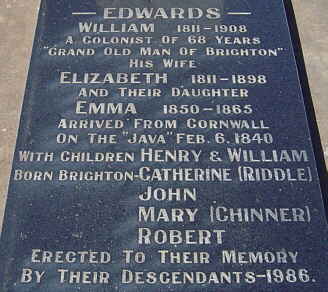 — EDWARDS —
WILLIAM 1811-1908
A COLONIST OF 68 YEARS
"GRAND OLD MAN OF BRIGHTON"
HIS WIFE
ELIZABETH 1811-1898
AND THEIR DAUGHTER
EMMA 1850-1865
ARRIVED FROM CORNWALL
ON THE "JAVA" FEB. 6. 1840
WITH CHILDREN HENRY & WILLIAM
BORN BRIGHTON-CATHERINE (RIDDLE)
JOHN
MARY (CHINNER)
ROBERT
ERECTED TO THEIR MEMORY
BY THEIR DESCENDANTS-1986.